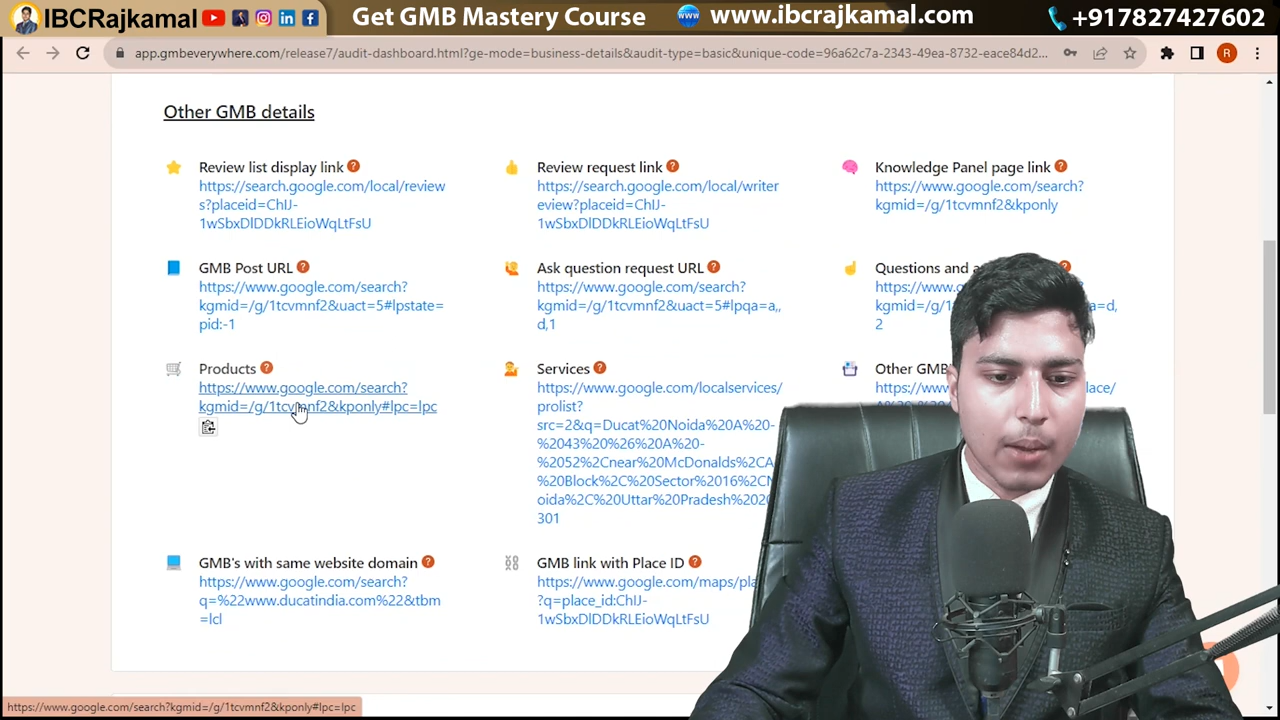 IBCRajkamal
Get GMB Mastery Course
www.ibcrajkamal.com
+917827427602
app.gmbeverywhere.com/release7/audit-dashboard.html?ge-mode=business-details&audit-type=basic&unique-code=96a62c7a-2343-49ea-8732-eace84d2...
R
Other GMB details
Review list display link ?
https://search.google.com/local/review
s?placeid=ChIJ-
1wSbxDlDDkRLEioWqLtFsU
Review request link ?
https://search.google.com/local/writer
eview?placeid=ChIJ-
1wSbxDlDDkRLEioWqLtFsU
Knowledge Panel page link ?
https://www.google.com/search?
kgmid=/g/1tcvmnf2&kponly
GMB Post URL ?
https://www.google.com/search?
kgmid=/g/1tcvmnf2&uact=5#lpstate=
pid:-1
Ask question request URL ?
https://www.google.com/search?
kgmid=/g/1tcvmnf2&uact=5#lpqa=a,,
d,1
Questions and
https://ww
kgmid=/g
d,
2
Products ?
https://www.google.com/search?
kgmid=/g/1tcvmnf2&kponly#lpc=lpc
Services ?
https://www.google.com/localservices/
prolist?
src=2&q=Ducat%20Noida%20A%20-
%2043%20%26%20A%20-
%2052%2Cnear%20McDonalds%2CA
%20Block%2C%20Sector%2016%2CN
oida%2C%20Uttar%20Pradesh%2020
301
Other GMB
https://ww
ace/
GMB's with same website domain ?
https://www.google.com/search?
q=%22www.ducatindia.com%22&tbm
=lcl
GMB link with Place ID ?
https://www.google.com/maps/pla
?q=place_id:ChIJ-
1wSbxDlDDkRLEioWqLtFsU
https://www.google.com/search?kgmid=/g/1tcvmnf2&kponly#lpc=lpc